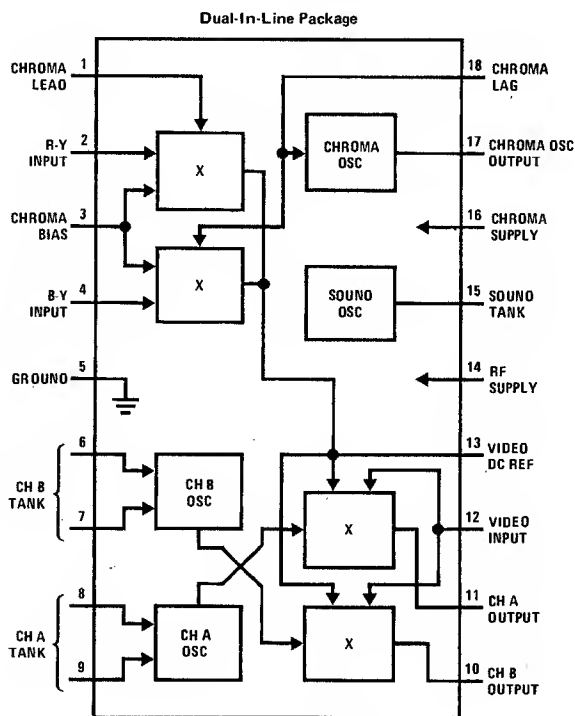 Dual-In-Line Package
CHROMA
LEAO
1
R-Y
INPUT
2
CHROMA
BIAS
3
B-Y
INPUT
4
GROUND
5
CH B
TANK
6
7
CH A
TANK
8
9
X
X
CHROMA
OSC
SOUNO
OSC
CH B
OSC
CH A
OSC
X
X
18
CHROMA
LAG
17
CHROMA OSC
OUTPUT
16
CHROMA
SUPPLY
15
SOUNO
TANK
14
RF
SUPPLY
13
VIDEO
DC REF
12
VIDEO
INPUT
11
CH A
OUTPUT
10
CH B
OUTPUT